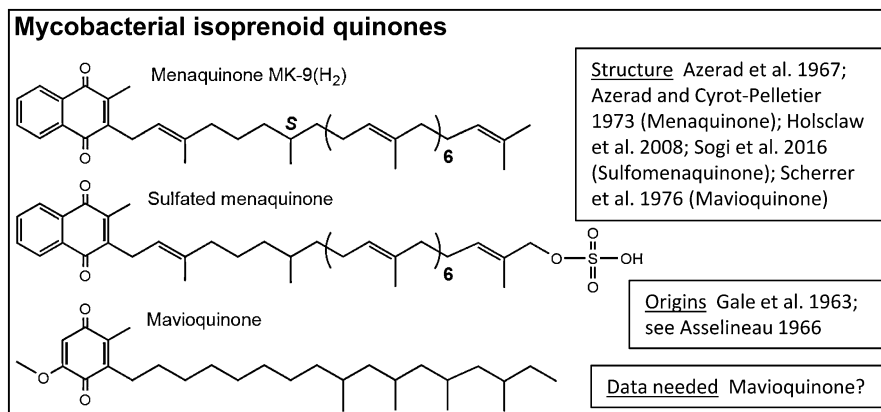 Mycobacterial isoprenoid quinones
Menaquinone MK-9(H2)
O
O
S
6
Structure Azerad et al. 1967;
Azerad and Cyrot-Pelletier
1973 (Menaquinone); Holsclaw
et al. 2008; Sogi et al. 2016
(Sulfomenaquinone); Scherrer
et al. 1976 (Mavioquinone)
Sulfated menaquinone
O
O
6
O
O
S
OH
O
Origins Gale et al. 1963;
see Asselineau 1966
Mavioquinone
O
O
O
Data needed Mavioquinone?